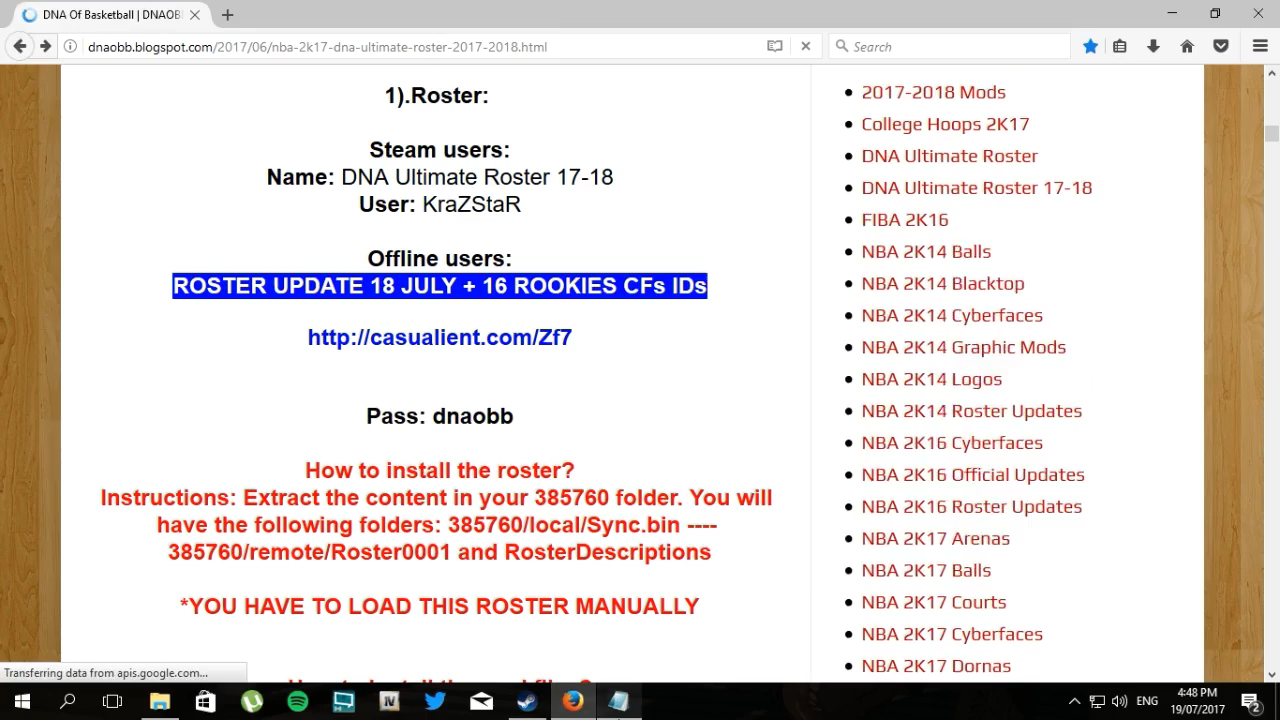 DNA Of Basketball | DNAOBB
dnaobb.blogspot.com/2017/06/nba-2k17-dna-ultimate-roster-2017-2018.html
Search
1).Roster:
Steam users:
Name: DNA Ultimate Roster 17-18
User: KraZStaR
Offline users:
ROSTER UPDATE 18 JULY + 16 ROOKIES CFs IDs
http://casualient.com/Zf7
Pass: dnaobb
How to install the roster?
Instructions: Extract the content in your 385760 folder. You will
have the following folders: 385760/local/Sync.bin ----
385760/remote/Roster0001 and RosterDescriptions
*YOU HAVE TO LOAD THIS ROSTER MANUALLY
2017-2018 Mods
College Hoops 2K17
DNA Ultimate Roster
DNA Ultimate Roster 17-18
FIBA 2K16
NBA 2K14 Balls
NBA 2K14 Blacktop
NBA 2K14 Cyberfaces
NBA 2K14 Graphic Mods
NBA 2K14 Logos
NBA 2K14 Roster Updates
NBA 2K16 Cyberfaces
NBA 2K16 Official Updates
NBA 2K16 Roster Updates
NBA 2K17 Arenas
NBA 2K17 Balls
NBA 2K17 Courts
NBA 2K17 Cyberfaces
NBA 2K17 Dornas
Transferring data from apis.google.com...
ENG
4:48 PM
19/07/2017
2